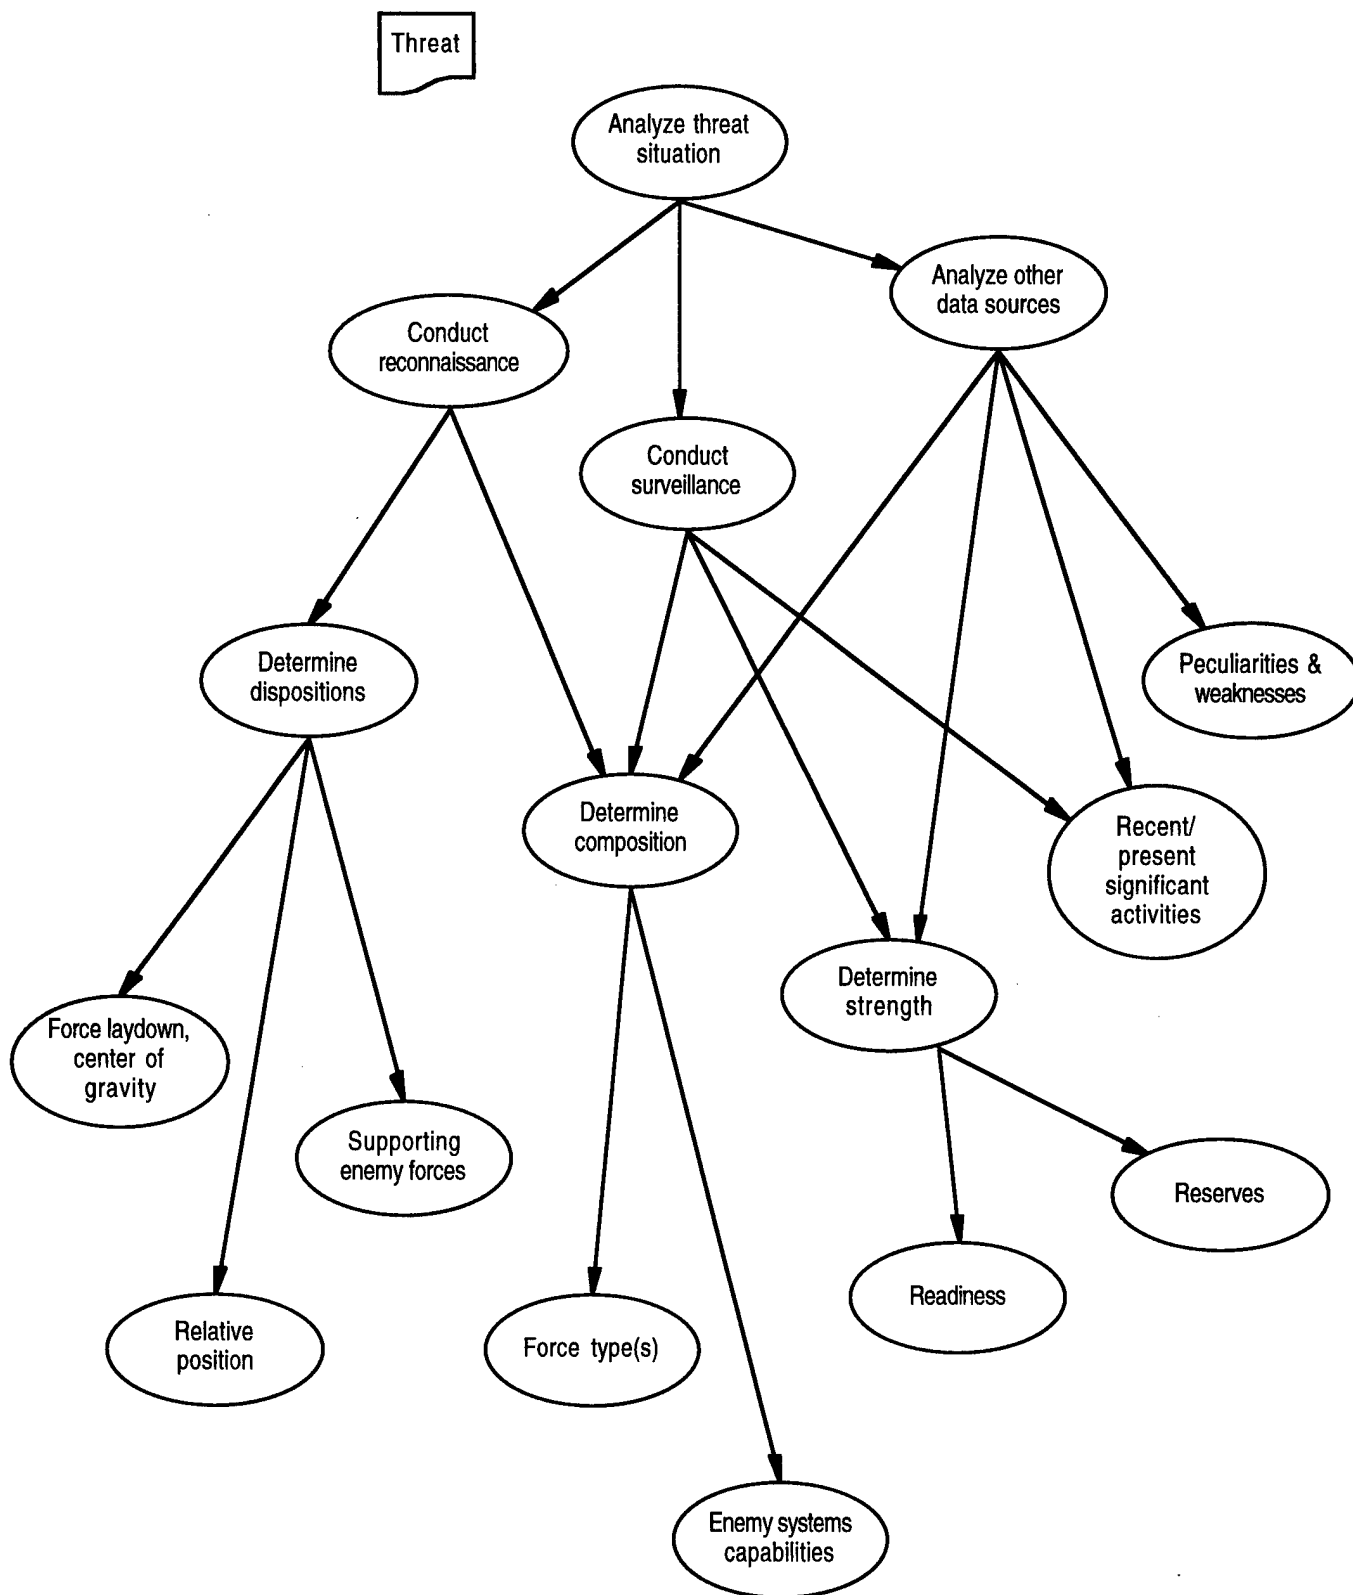 Threat
Analyze threat
situation
Analyze other
data sources
Conduct
reconnaissance
Conduct
surveillance
Determine
dispositions
Peculiarities &
weaknesses
Determine
composition
Recent/
present
significant
activities
Determine
strength
Force laydown,
center of
gravity
Supporting
enemy forces
Reserves
Readiness
Relative
position
Force type(s)
Enemy systems
capabilities